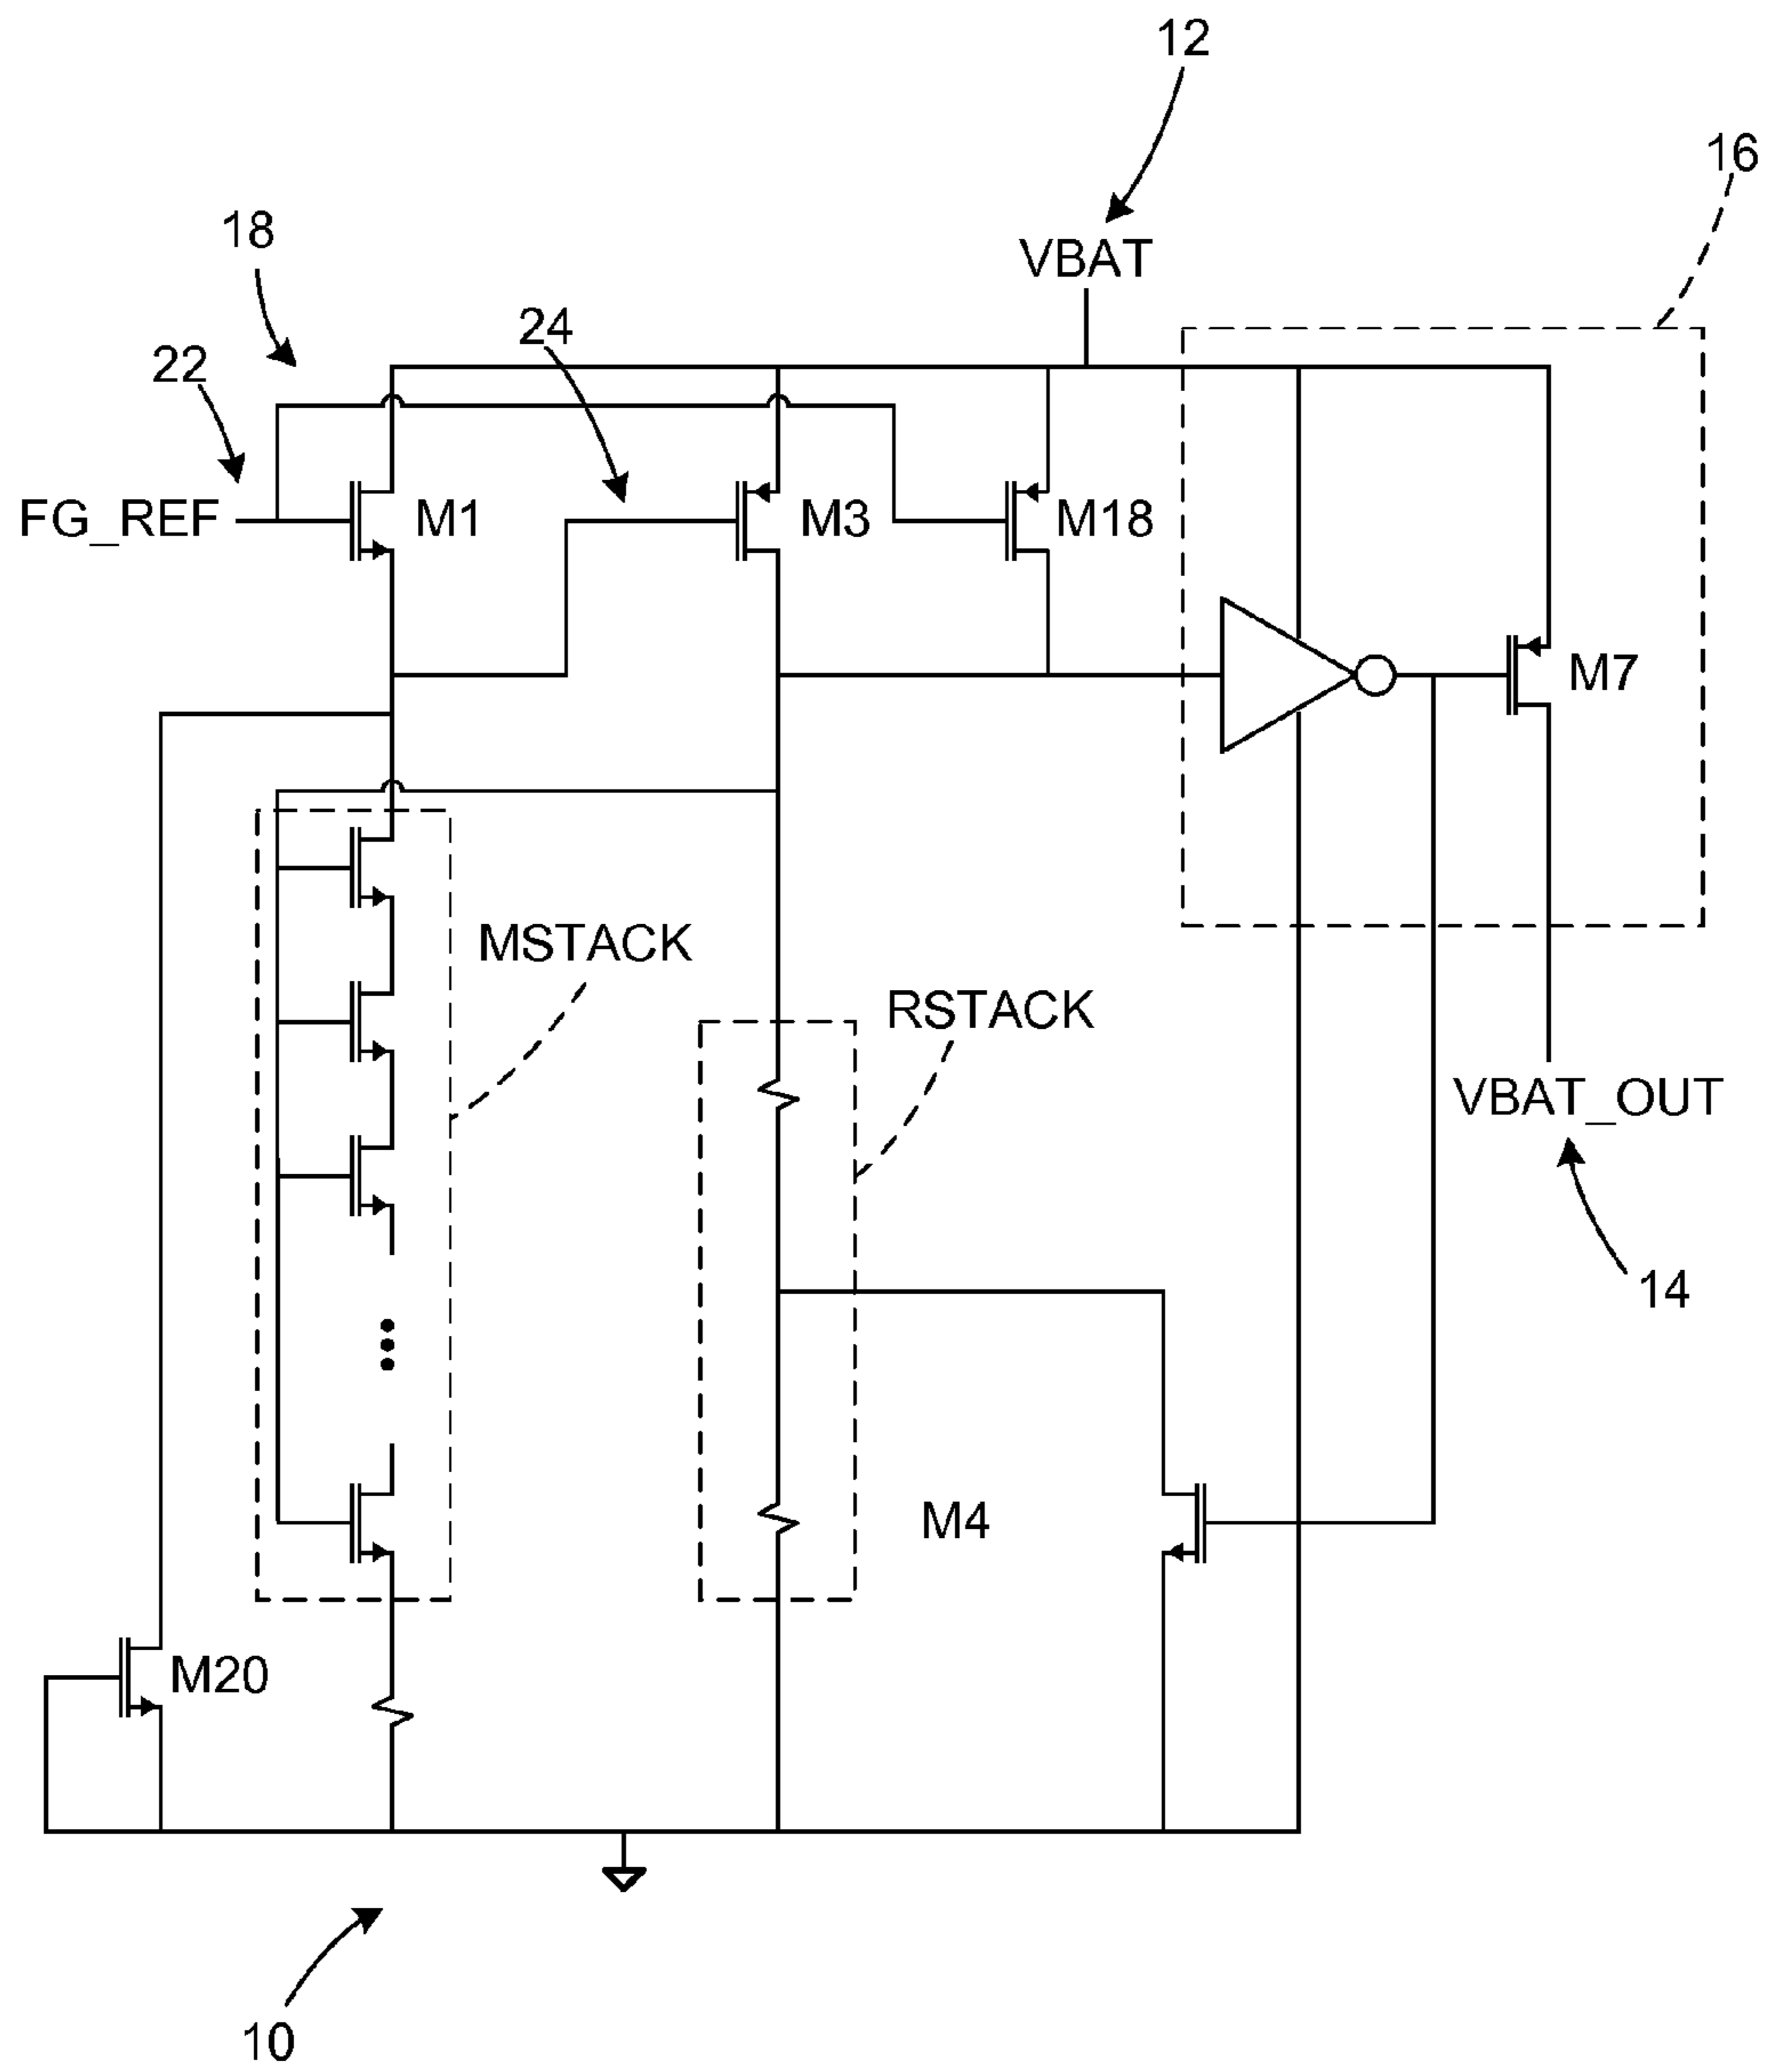 12
16
18
VBAT
24
22
FG_REF
M1
M3
M18
M7
MSTACK
RSTACK
VBAT_OUT
14
M4
M20
10